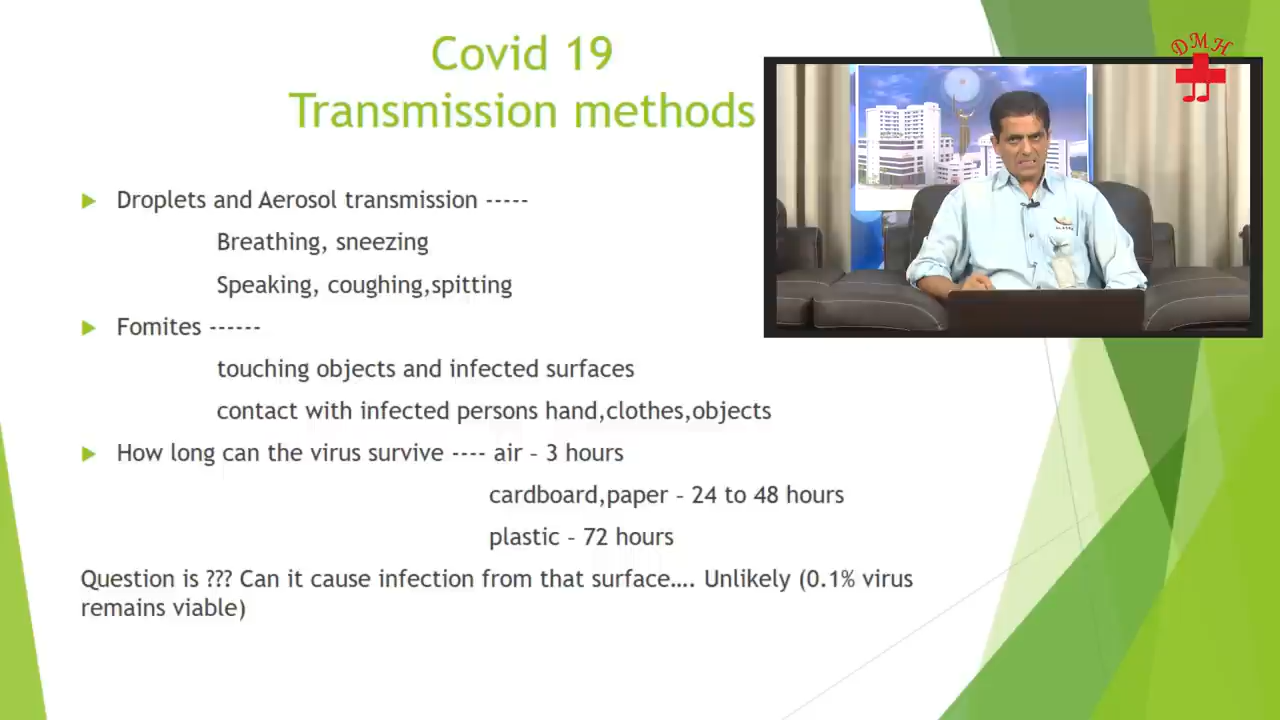 Covid 19
Transmission methods
DMH
Droplets and Aerosol transmission -----
Breathing, sneezing
Speaking, coughing,spitting
Fomites ------
touching objects and infected surfaces
contact with infected persons hand,clothes,objects
How long can the virus survive ---- air – 3 hours
cardboard,paper – 24 to 48 hours
plastic – 72 hours
Question is ??? Can it cause infection from that surface.... Unlikely (0.1% virus
remains viable)